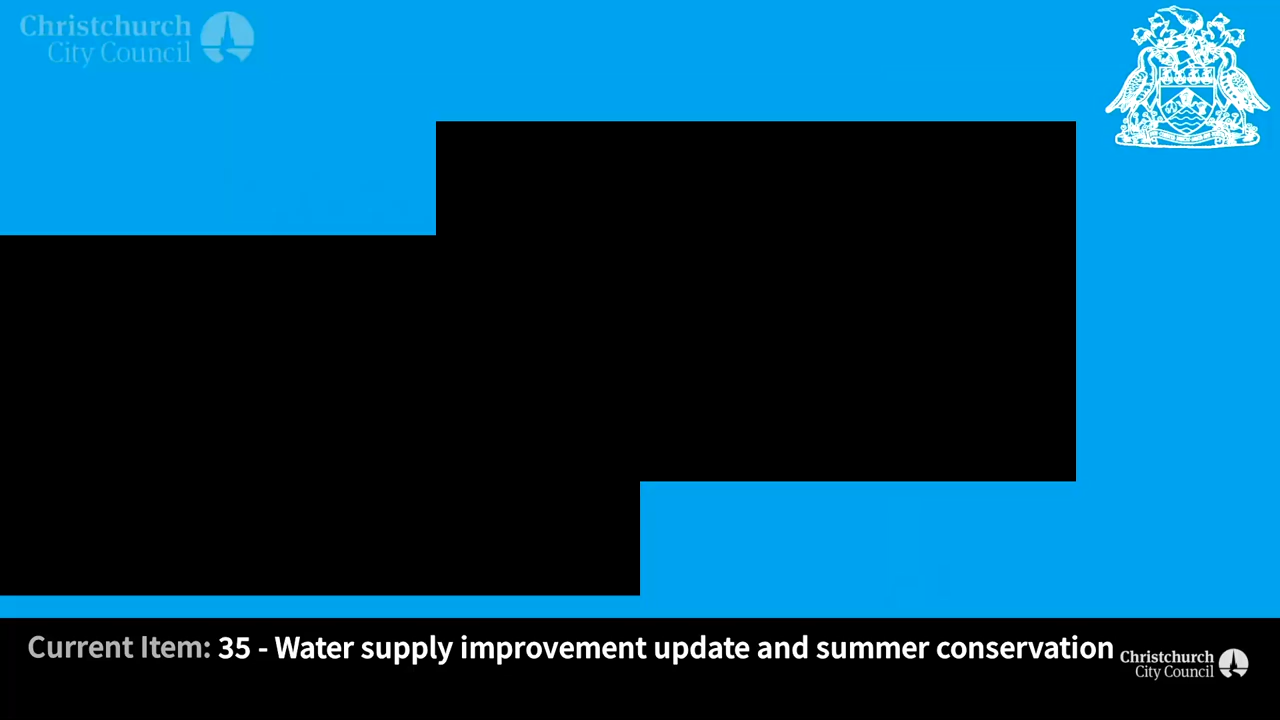 Christchurch
City Council
Current Item: 35 - Water supply improvement update and summer conservation
Christchurch
City Council